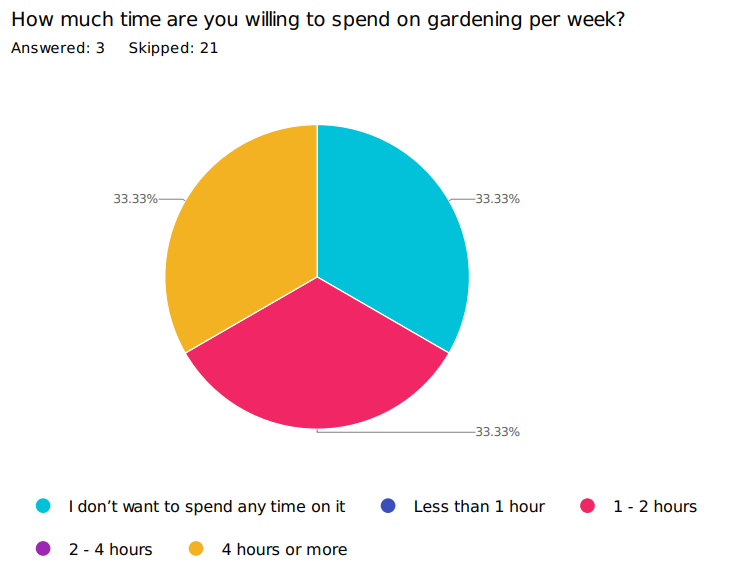 How much time are you willing to spend on gardening per week?
Answered: 3 Skipped: 21
33.33% 33.33%
33.33%
I don’t want to spend any time on it Less than 1 hour 1 - 2 hours
2 - 4 hours 4 hours or more